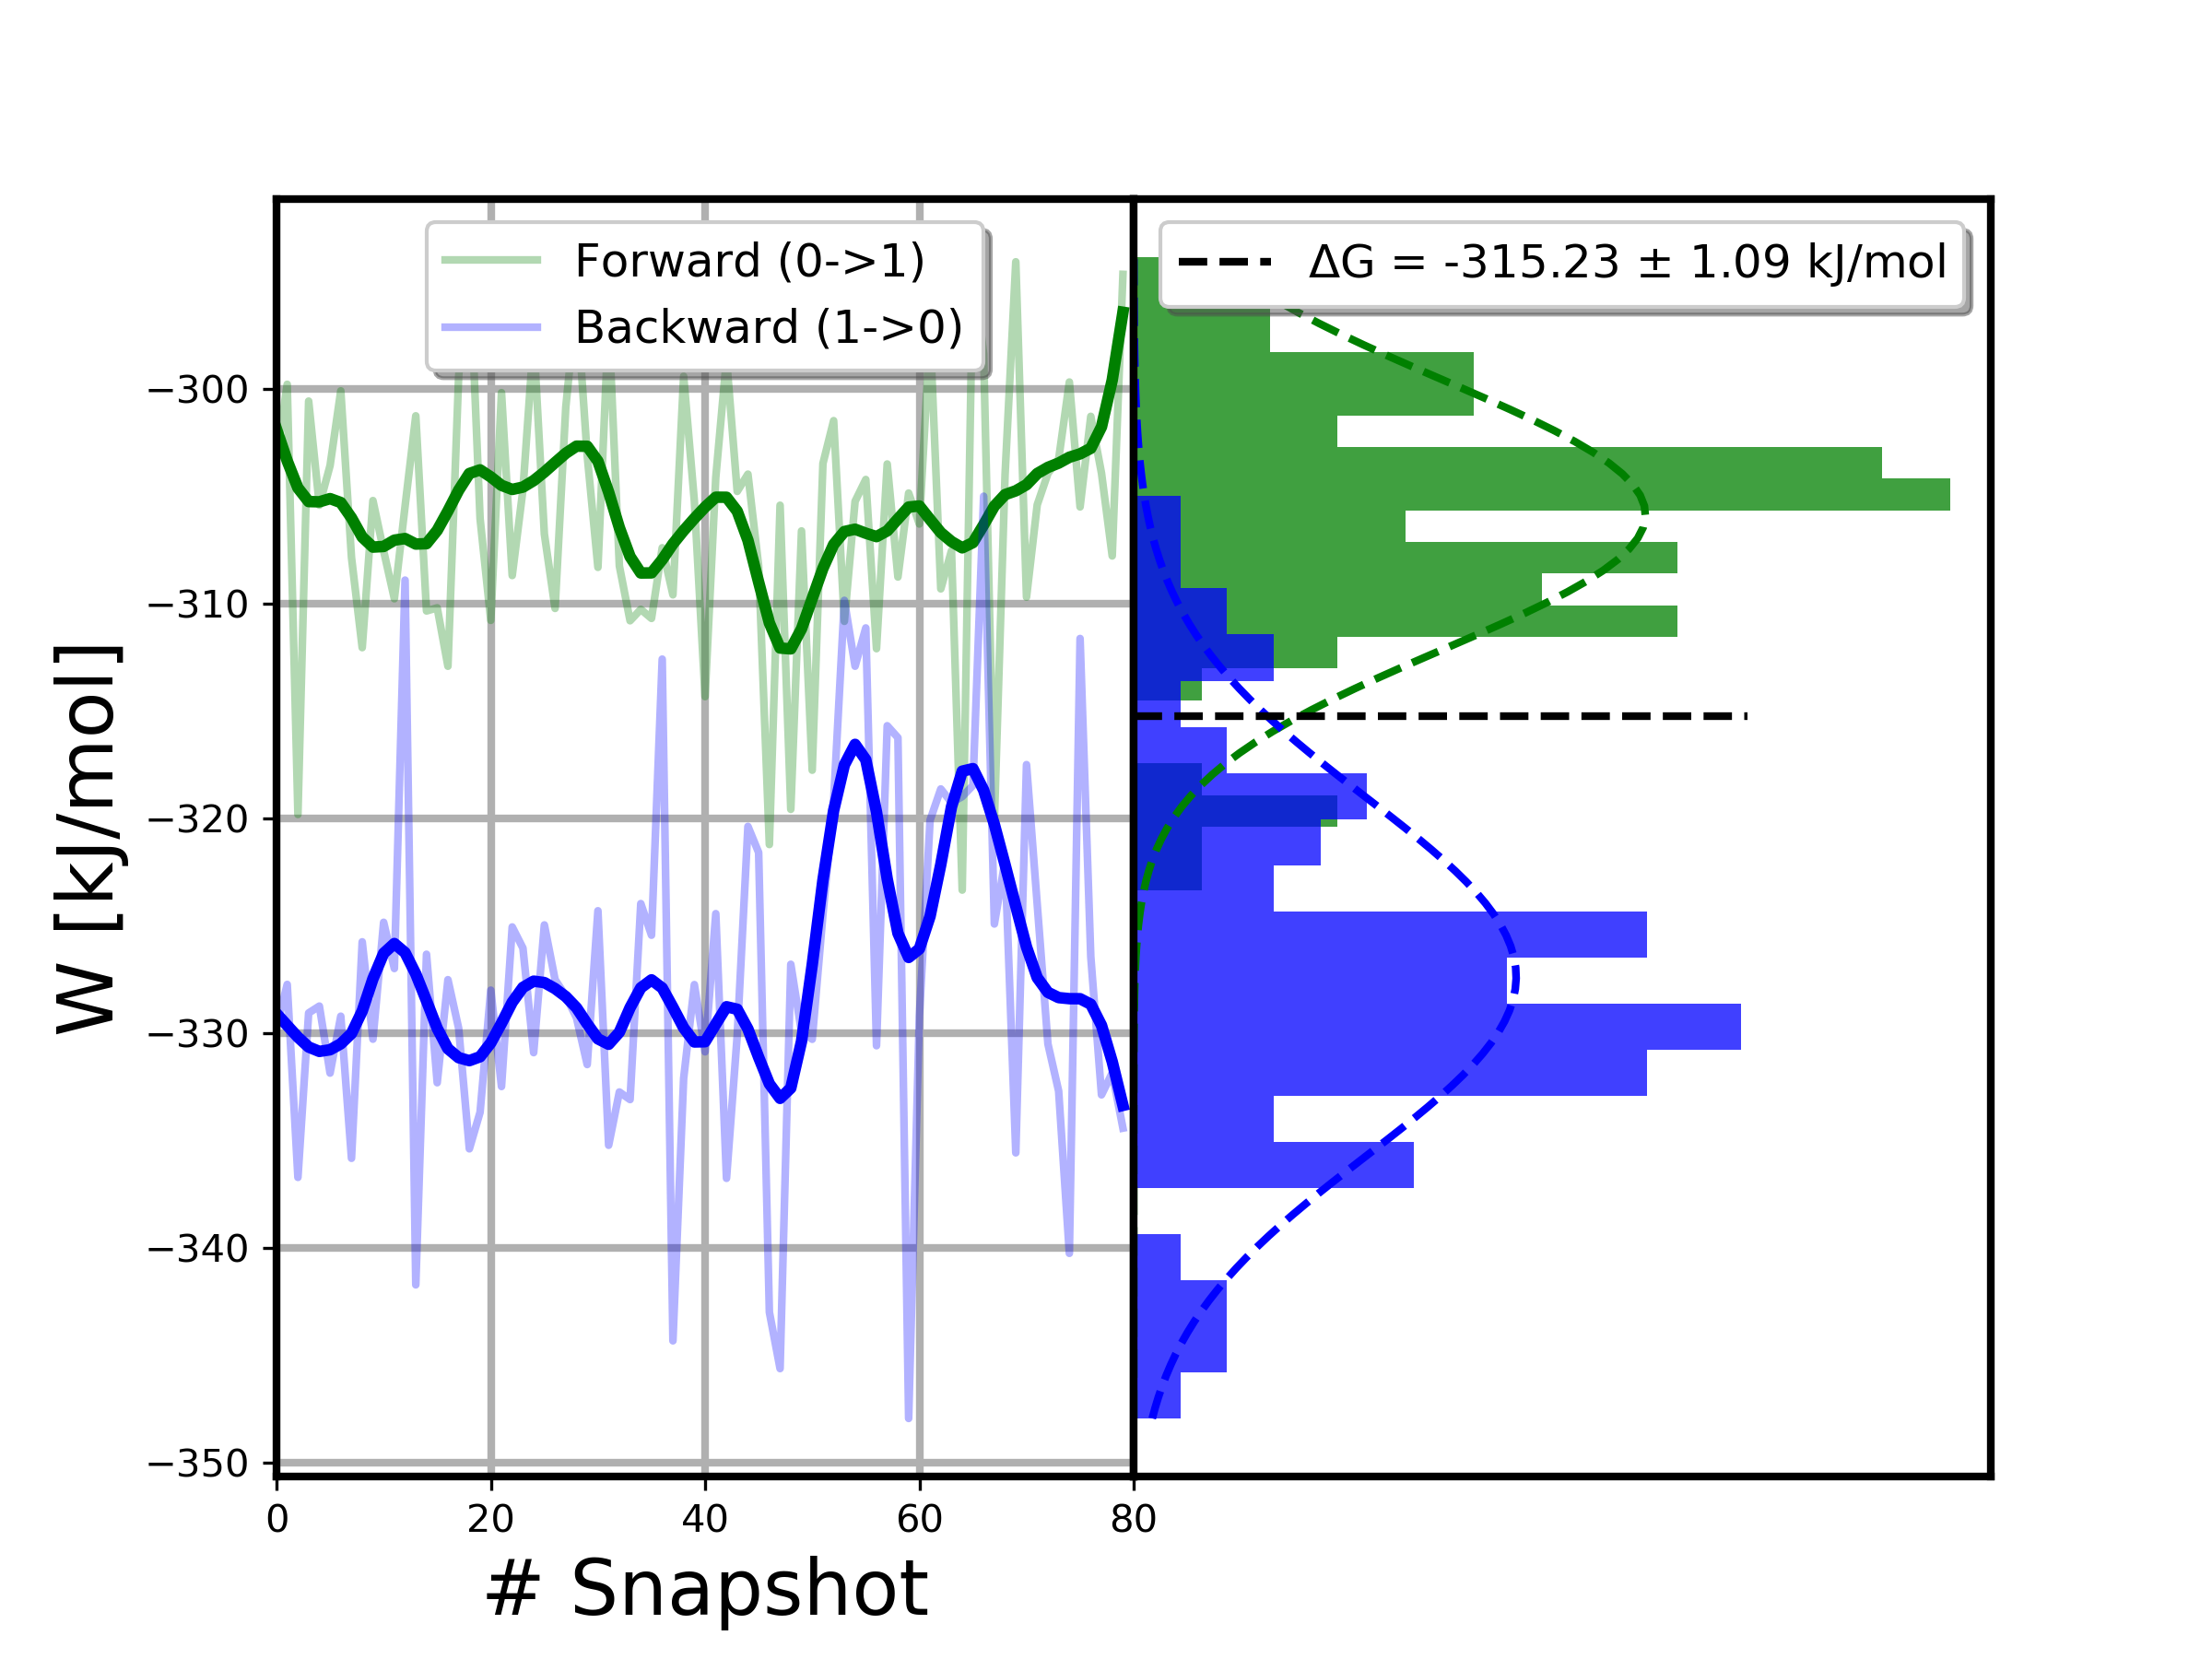 Forward (0->1)
Backward (1->0)
ΔG = -315.23 ± 1.09 kJ/mol
W [kJ/mol]
−300
−310
−320
−330
−340
−350
0 20 40 60 80
# Snapshot